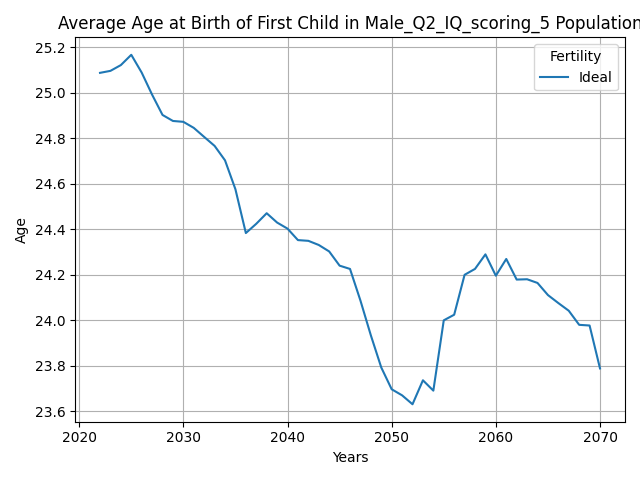 Average Age at Birth of First Child in Male_Q2_IQ_scoring_5 Population
Fertility
Ideal
25.2
25.0
24.8
24.6
24.4
24.2
24.0
23.8
23.6
Age
2020 2030 2040 2050 2060 2070
Years